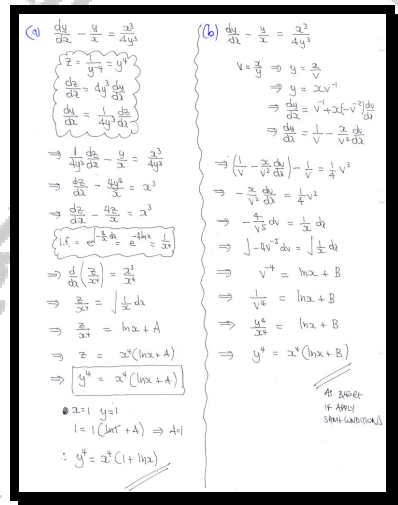 (a) dy/dx - y/x = x³/4y³
z = 1/y⁻⁴ = y⁴
dz/dx = 4y³ dy/dx
dy/dx = 1/4y³ dz/dx
⇒ 1/4y³ dz/dx - y/x = x³/4y³
⇒ dz/dx - 4y⁴/x = x³
⇒ dz/dx - 4z/x = x³
I.F. = e^∫-4/x dx = e^-4lnx = 1/x⁴
⇒ d/dx (z/x⁴) = x³/x⁴
⇒ z/x⁴ = ∫ 1/x dx
⇒ z/x⁴ = lnx + A
⇒ z = x⁴(lnx + A)
⇒ y⁴ = x⁴(lnx + A)
• x=1 y=1
1 = 1(ln1 + A) ⇒ A=1
∴ y⁴ = x⁴(1 + lnx)
(b) dy/dx - y/x = x³/4y³
V = x/y ⇒ y = x/V
⇒ y = xV⁻¹
⇒ dy/dx = V⁻¹ + x(-V⁻²) dv/dx
⇒ dy/dx = 1/V - x/V² dv/dx
⇒ (1/V - x/V² dv/dx) - 1/V = 1/4 V³
⇒ - x/V² dv/dx = 1/4 V³
⇒ - 4/V⁵ dv = 1/x dx
⇒ ∫ -4V⁻⁵ dv = ∫ 1/x dx
⇒ V⁻⁴ = lnx + B
⇒ 1/V⁴ = lnx + B
⇒ y⁴/x⁴ = lnx + B
⇒ y⁴ = x⁴(lnx + B)
AS BEFORE
IF APPLY
SAME CONDITIONS